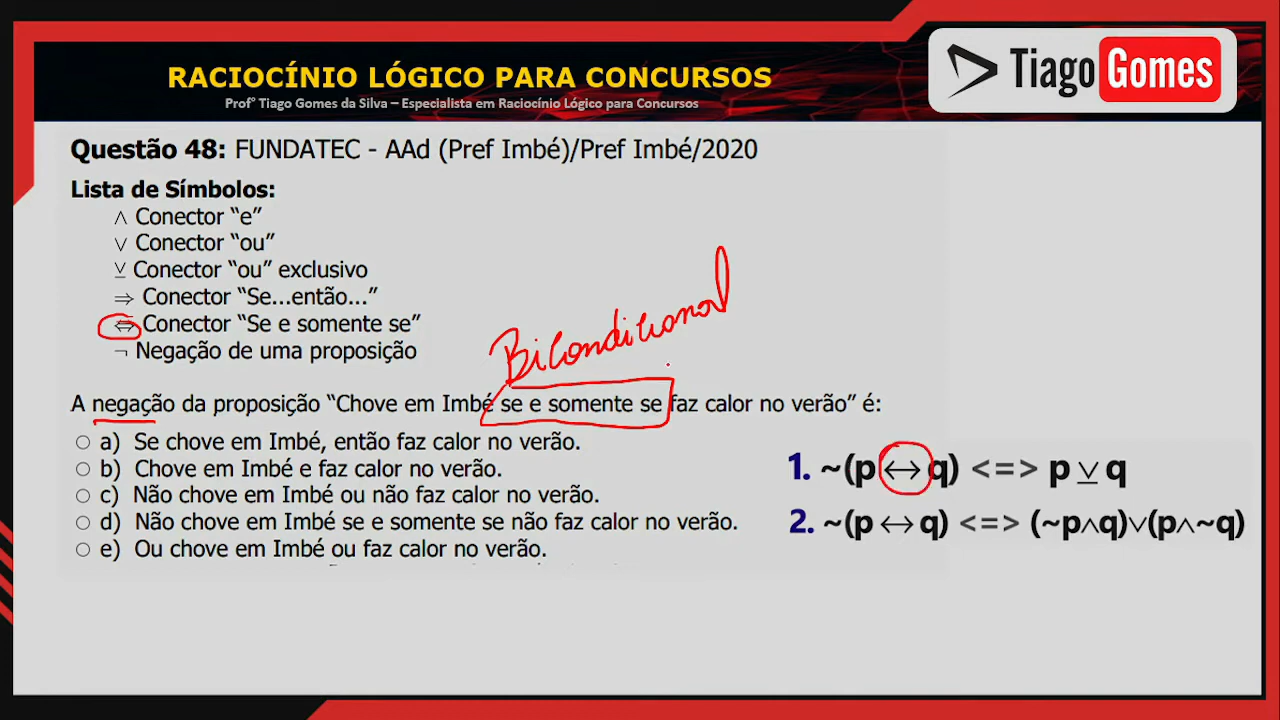 RACIOCÍNIO LÓGICO PARA CONCURSOS
Prof° Tiago Gomes da Silva – Especialista em Raciocínio Lógico para Concursos
Tiago Gomes
Questão 48: FUNDATEC - AAd (Pref Imbé)/Pref Imbé/2020
Lista de Símbolos:
∧ Conector “e”
∨ Conector “ou”
⊻ Conector “ou” exclusivo
⇒ Conector “Se...então...”
⇔ Conector “Se e somente se”
¬ Negação de uma proposição
Bicondicional
A negação da proposição “Chove em Imbé se e somente se faz calor no verão” é:
a) Se chove em Imbé, então faz calor no verão.
b) Chove em Imbé e faz calor no verão.
c) Não chove em Imbé ou não faz calor no verão.
d) Não chove em Imbé se e somente se não faz calor no verão.
e) Ou chove em Imbé ou faz calor no verão.
1. ~(p ↔ q) <=> p ⊻ q
2. ~(p ↔ q) <=> (~p∧q)∨(p∧~q)